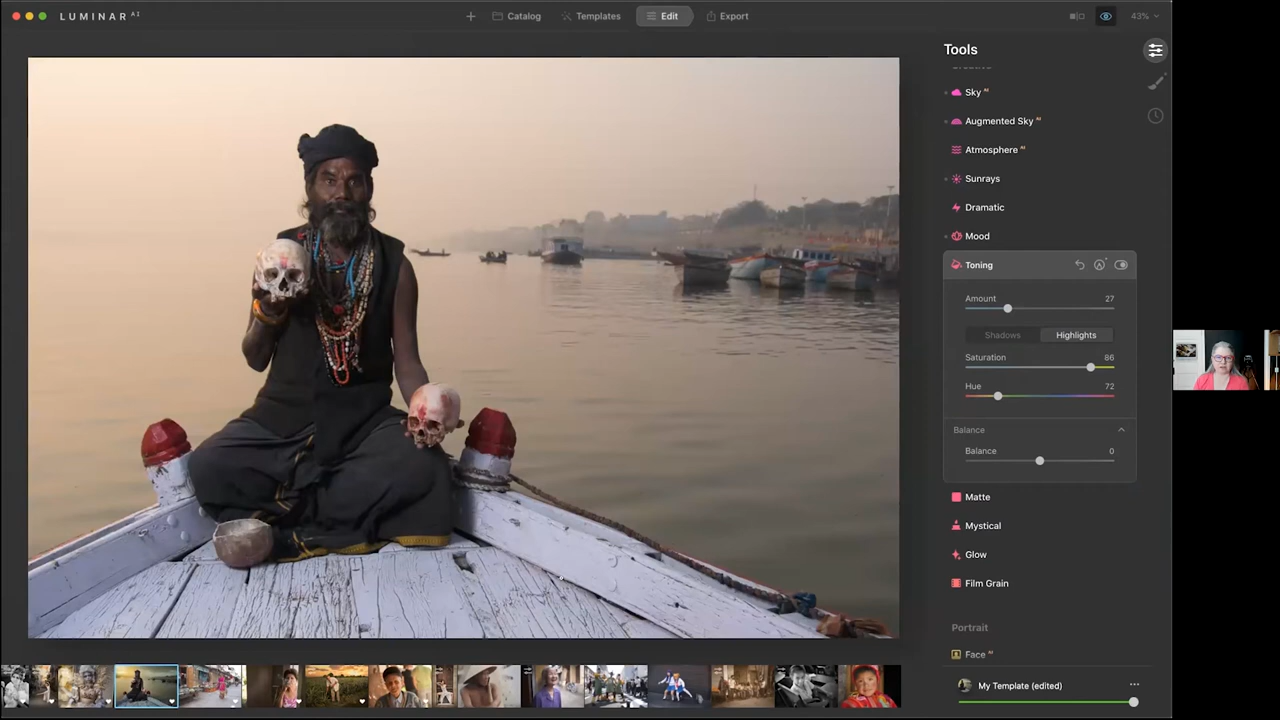 LUMINAR AI
Catalog
Templates
Edit
Export
43%
Tools
Creative
Sky AI
Augmented Sky AI
Atmosphere AI
Sunrays
Dramatic
Mood
Toning
Amount 27
Shadows Highlights
Saturation 86
Hue 72
Balance
Balance 0
Matte
Mystical
Glow
Film Grain
Portrait
Face AI
My Template (edited)